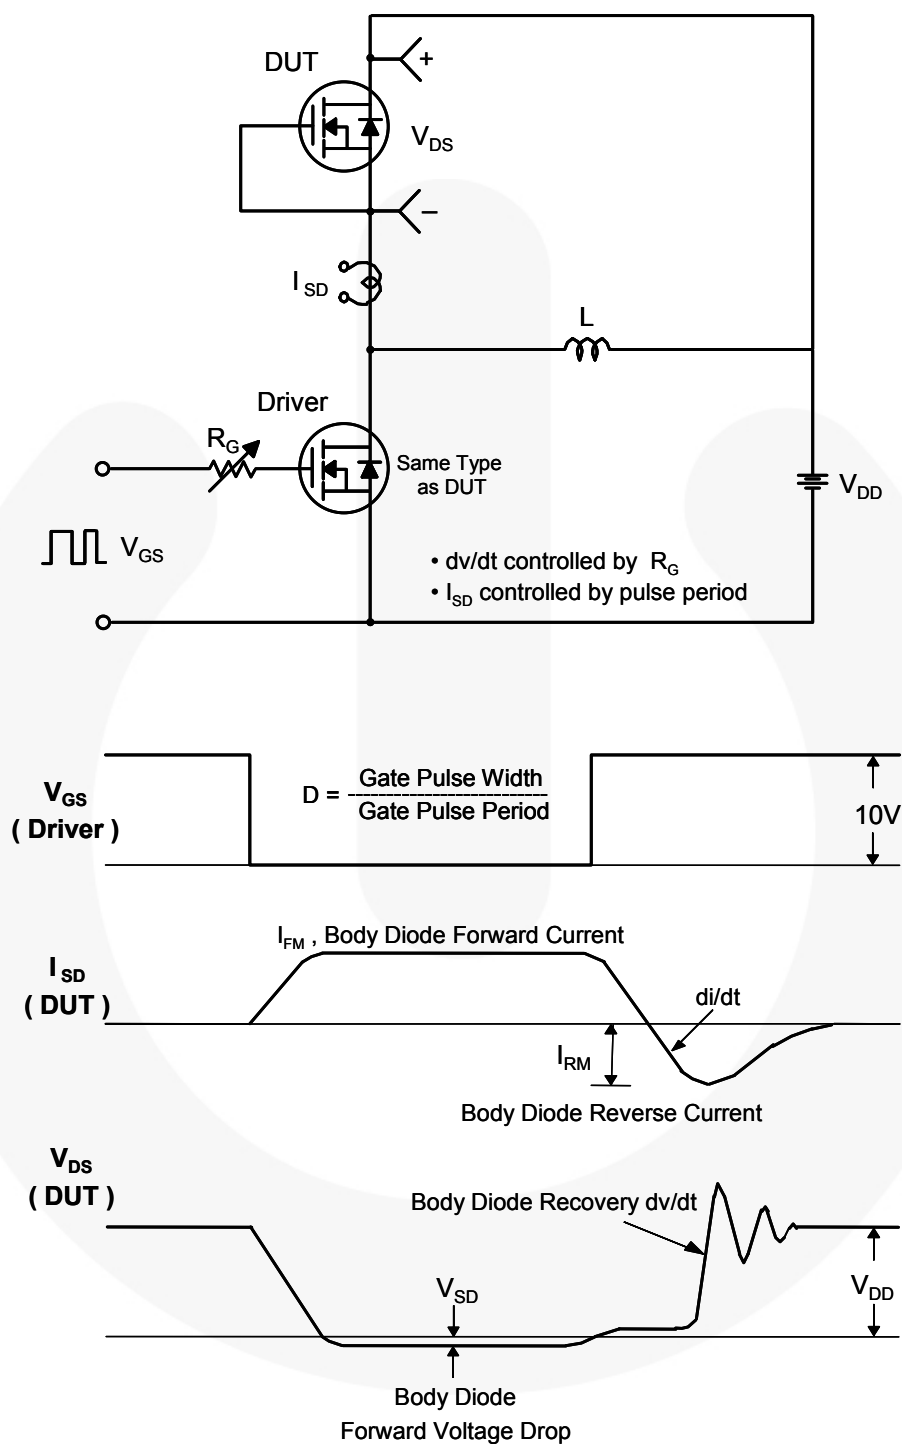 DUT
+
V_DS
−
I_SD
L
Driver
R_G
Same Type
as DUT
V_DD
V_GS
• dv/dt controlled by R_G
• I_SD controlled by pulse period
V_GS
( Driver )
D = Gate Pulse Width
Gate Pulse Period
10V
I_FM , Body Diode Forward Current
I_SD
( DUT )
di/dt
I_RM
Body Diode Reverse Current
V_DS
( DUT )
Body Diode Recovery dv/dt
V_SD
V_DD
Body Diode
Forward Voltage Drop